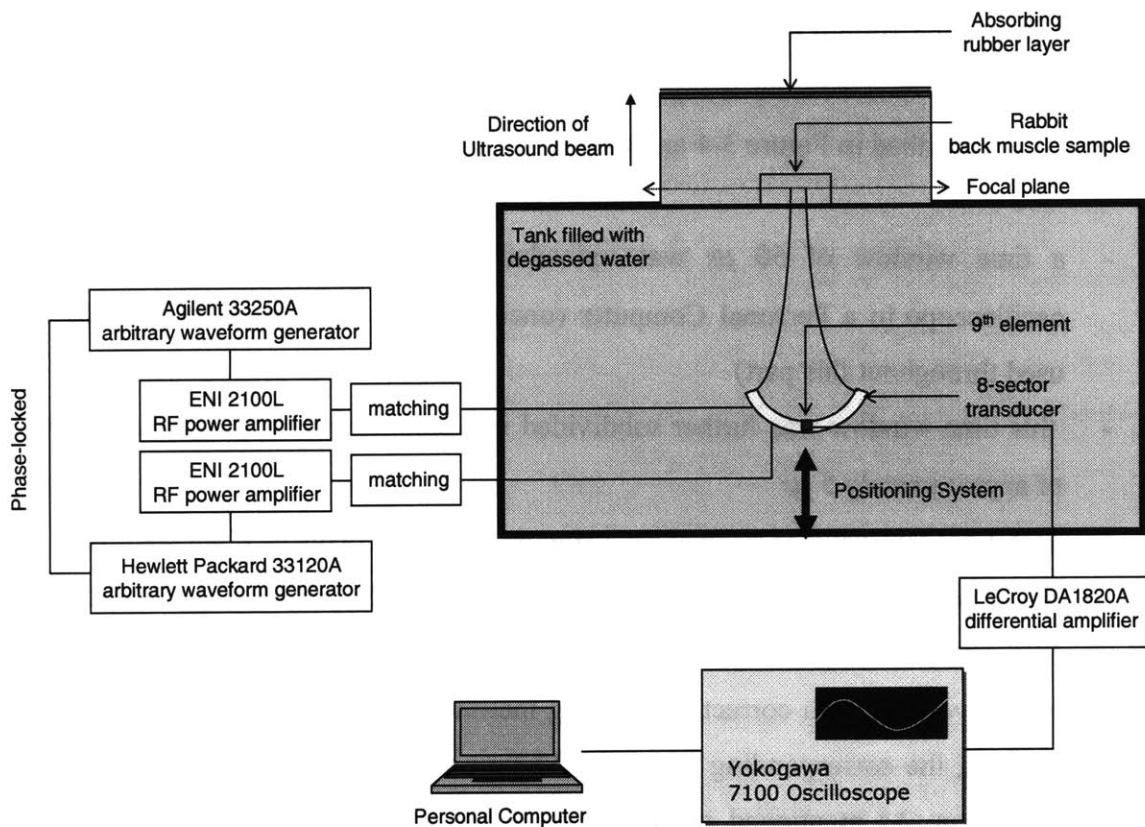 Absorbing
rubber layer
Direction of
Ultrasound beam
Rabbit
back muscle sample
Focal plane
Tank filled with
degassed water
9th element
8-sector
transducer
Positioning System
Phase-locked
Agilent 33250A
arbitrary waveform generator
ENI 2100L
RF power amplifier
matching
ENI 2100L
RF power amplifier
matching
Hewlett Packard 33120A
arbitrary waveform generator
LeCroy DA1820A
differential amplifier
Yokogawa
7100 Oscilloscope
Personal Computer